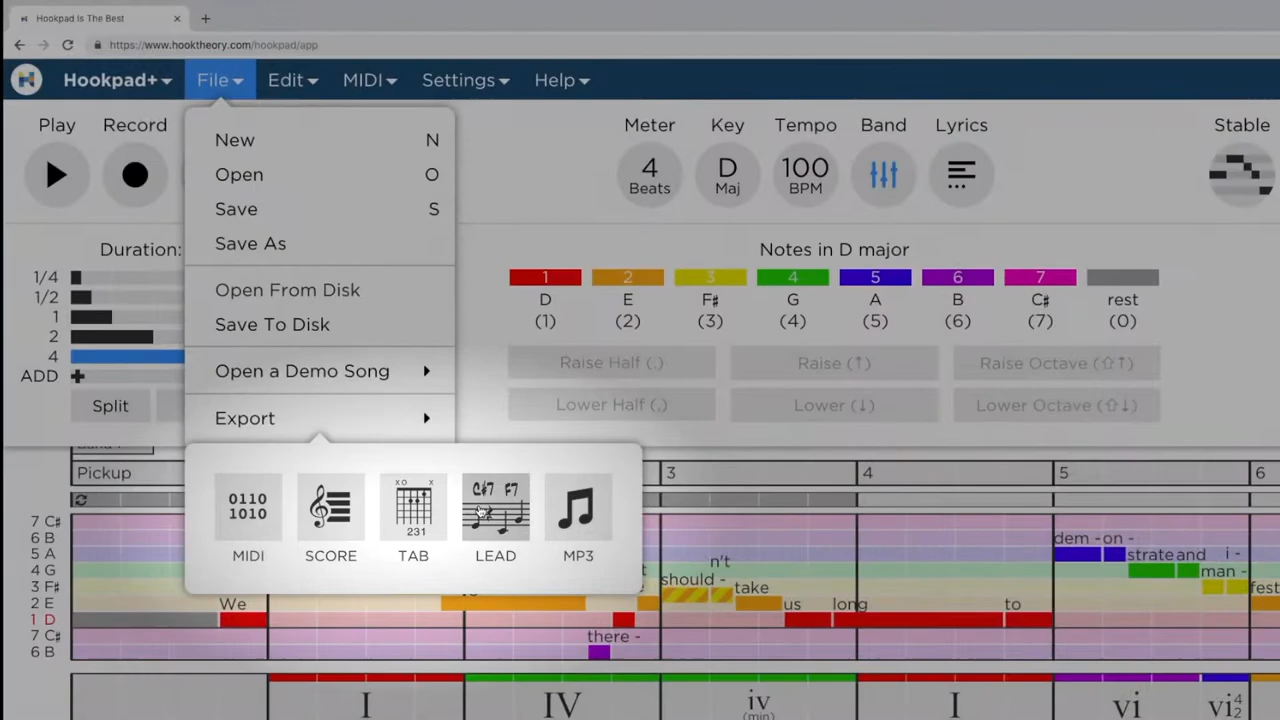 Hookpad Is The Best
https://www.hooktheory.com/hookpad/app
Hookpad+ File Edit MIDI Settings Help
Play Record Meter Key Tempo Band Lyrics Stable
4 D 100
Beats Maj BPM
New N
Open O
Save S
Save As
Open From Disk
Save To Disk
Open a Demo Song
Export
Duration:
1/4
1/2
1
2
4
ADD
Split
Notes in D major
1 2 3 4 5 6 7
D E F♯ G A B C♯ rest
(1) (2) (3) (4) (5) (6) (7) (0)
Raise Half (,) Raise (↑) Raise Octave (⇧↑)
Lower Half (,) Lower (↓) Lower Octave (⇧↓)
Pickup 3 4 5 6
0110
1010
XO X
231
C♯7 F7
MIDI SCORE TAB LEAD MP3
7 C♯
6 B
5 A
4 G
3 F♯
2 E
1 D
7 C♯
6 B
dem - on -
strate and i -
n't man -
should - take fest
We us long to
there -
I IV iv I vi vi42
(min)